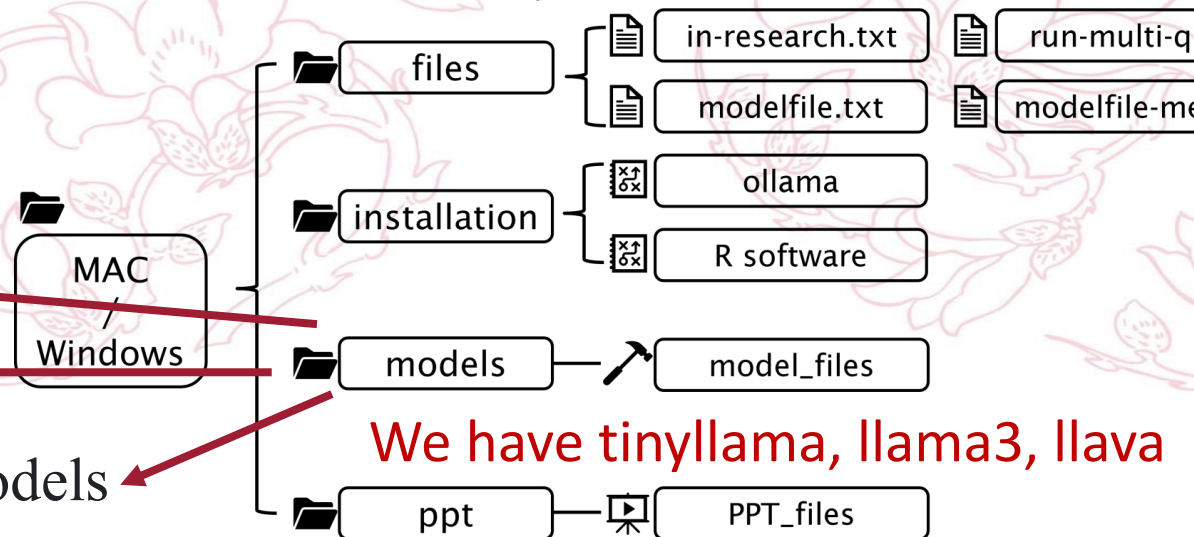 files
in-research.txt
run-multi-q
modelfile.txt
modelfile-me
installation
ollama
R software
MAC
/
Windows
models
model_files
We have tinyllama, llama3, llava
odels
ppt
PPT_files